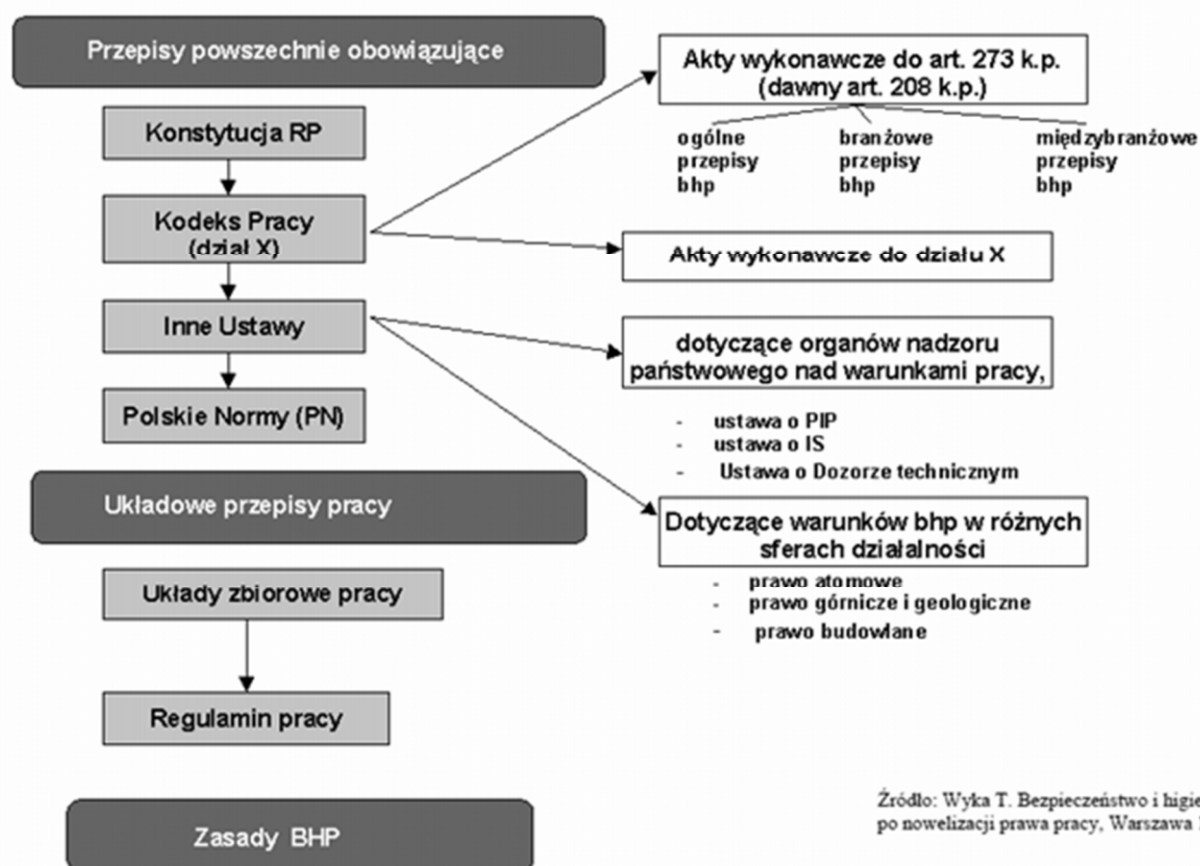 Przepisy powszechnie obowiązujące
Konstytucja RP
Kodeks Pracy
(dział X)
Inne Ustawy
Polskie Normy (PN)
Akty wykonawcze do art. 273 k.p.
(dawny art. 208 k.p.)
ogólne
przepisy
bhp
branżowe
przepisy
bhp
międzybranżowe
przepisy
bhp
Akty wykonawcze do działu X
dotyczące organów nadzoru
państwowego nad warunkami pracy,
- ustawa o PIP
- ustawa o IS
- Ustawa o Dozorze technicznym
Dotyczące warunków bhp w różnych
sferach działalności
- prawo atomowe
- prawo górnicze i geologiczne
- prawo budowlane
Układowe przepisy pracy
Układy zbiorowe pracy
Regulamin pracy
Zasady BHP
Źródło: Wyka T. Bezpieczeństwo i higie
po nowelizacji prawa pracy, Warszawa 1